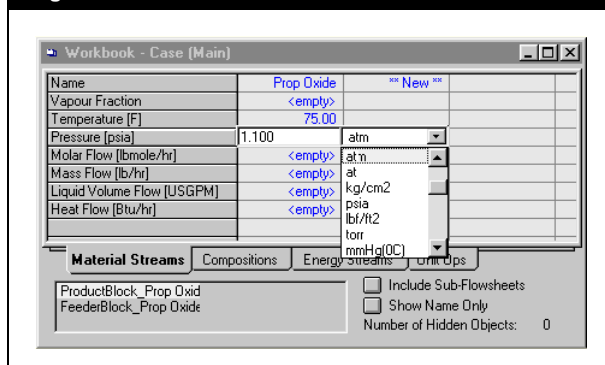 Workbook - Case (Main)
Name Prop Oxide ** New **
Vapour Fraction <empty>
Temperature [F] 75.00
Pressure [psia] 1.100 atm
Molar Flow [lbmole/hr] <empty> atm
Mass Flow [lb/hr] <empty> at
kg/cm2
Liquid Volume Flow [USGPM] <empty> psia
Heat Flow [Btu/hr] <empty> lbf/ft2
torr
mmHg(0C)
Material Streams Compositions Energy Streams Unit Ops
ProductBlock_Prop Oxid
FeederBlock_Prop Oxide
Include Sub-Flowsheets
Show Name Only
Number of Hidden Objects: 0